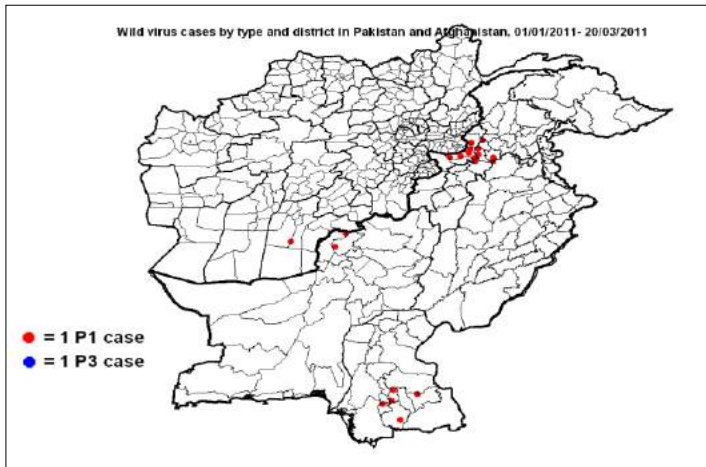 Wild virus cases by type and district in Pakistan and Afghanistan, 01/01/2011- 20/03/2011
= 1 P1 case
= 1 P3 case